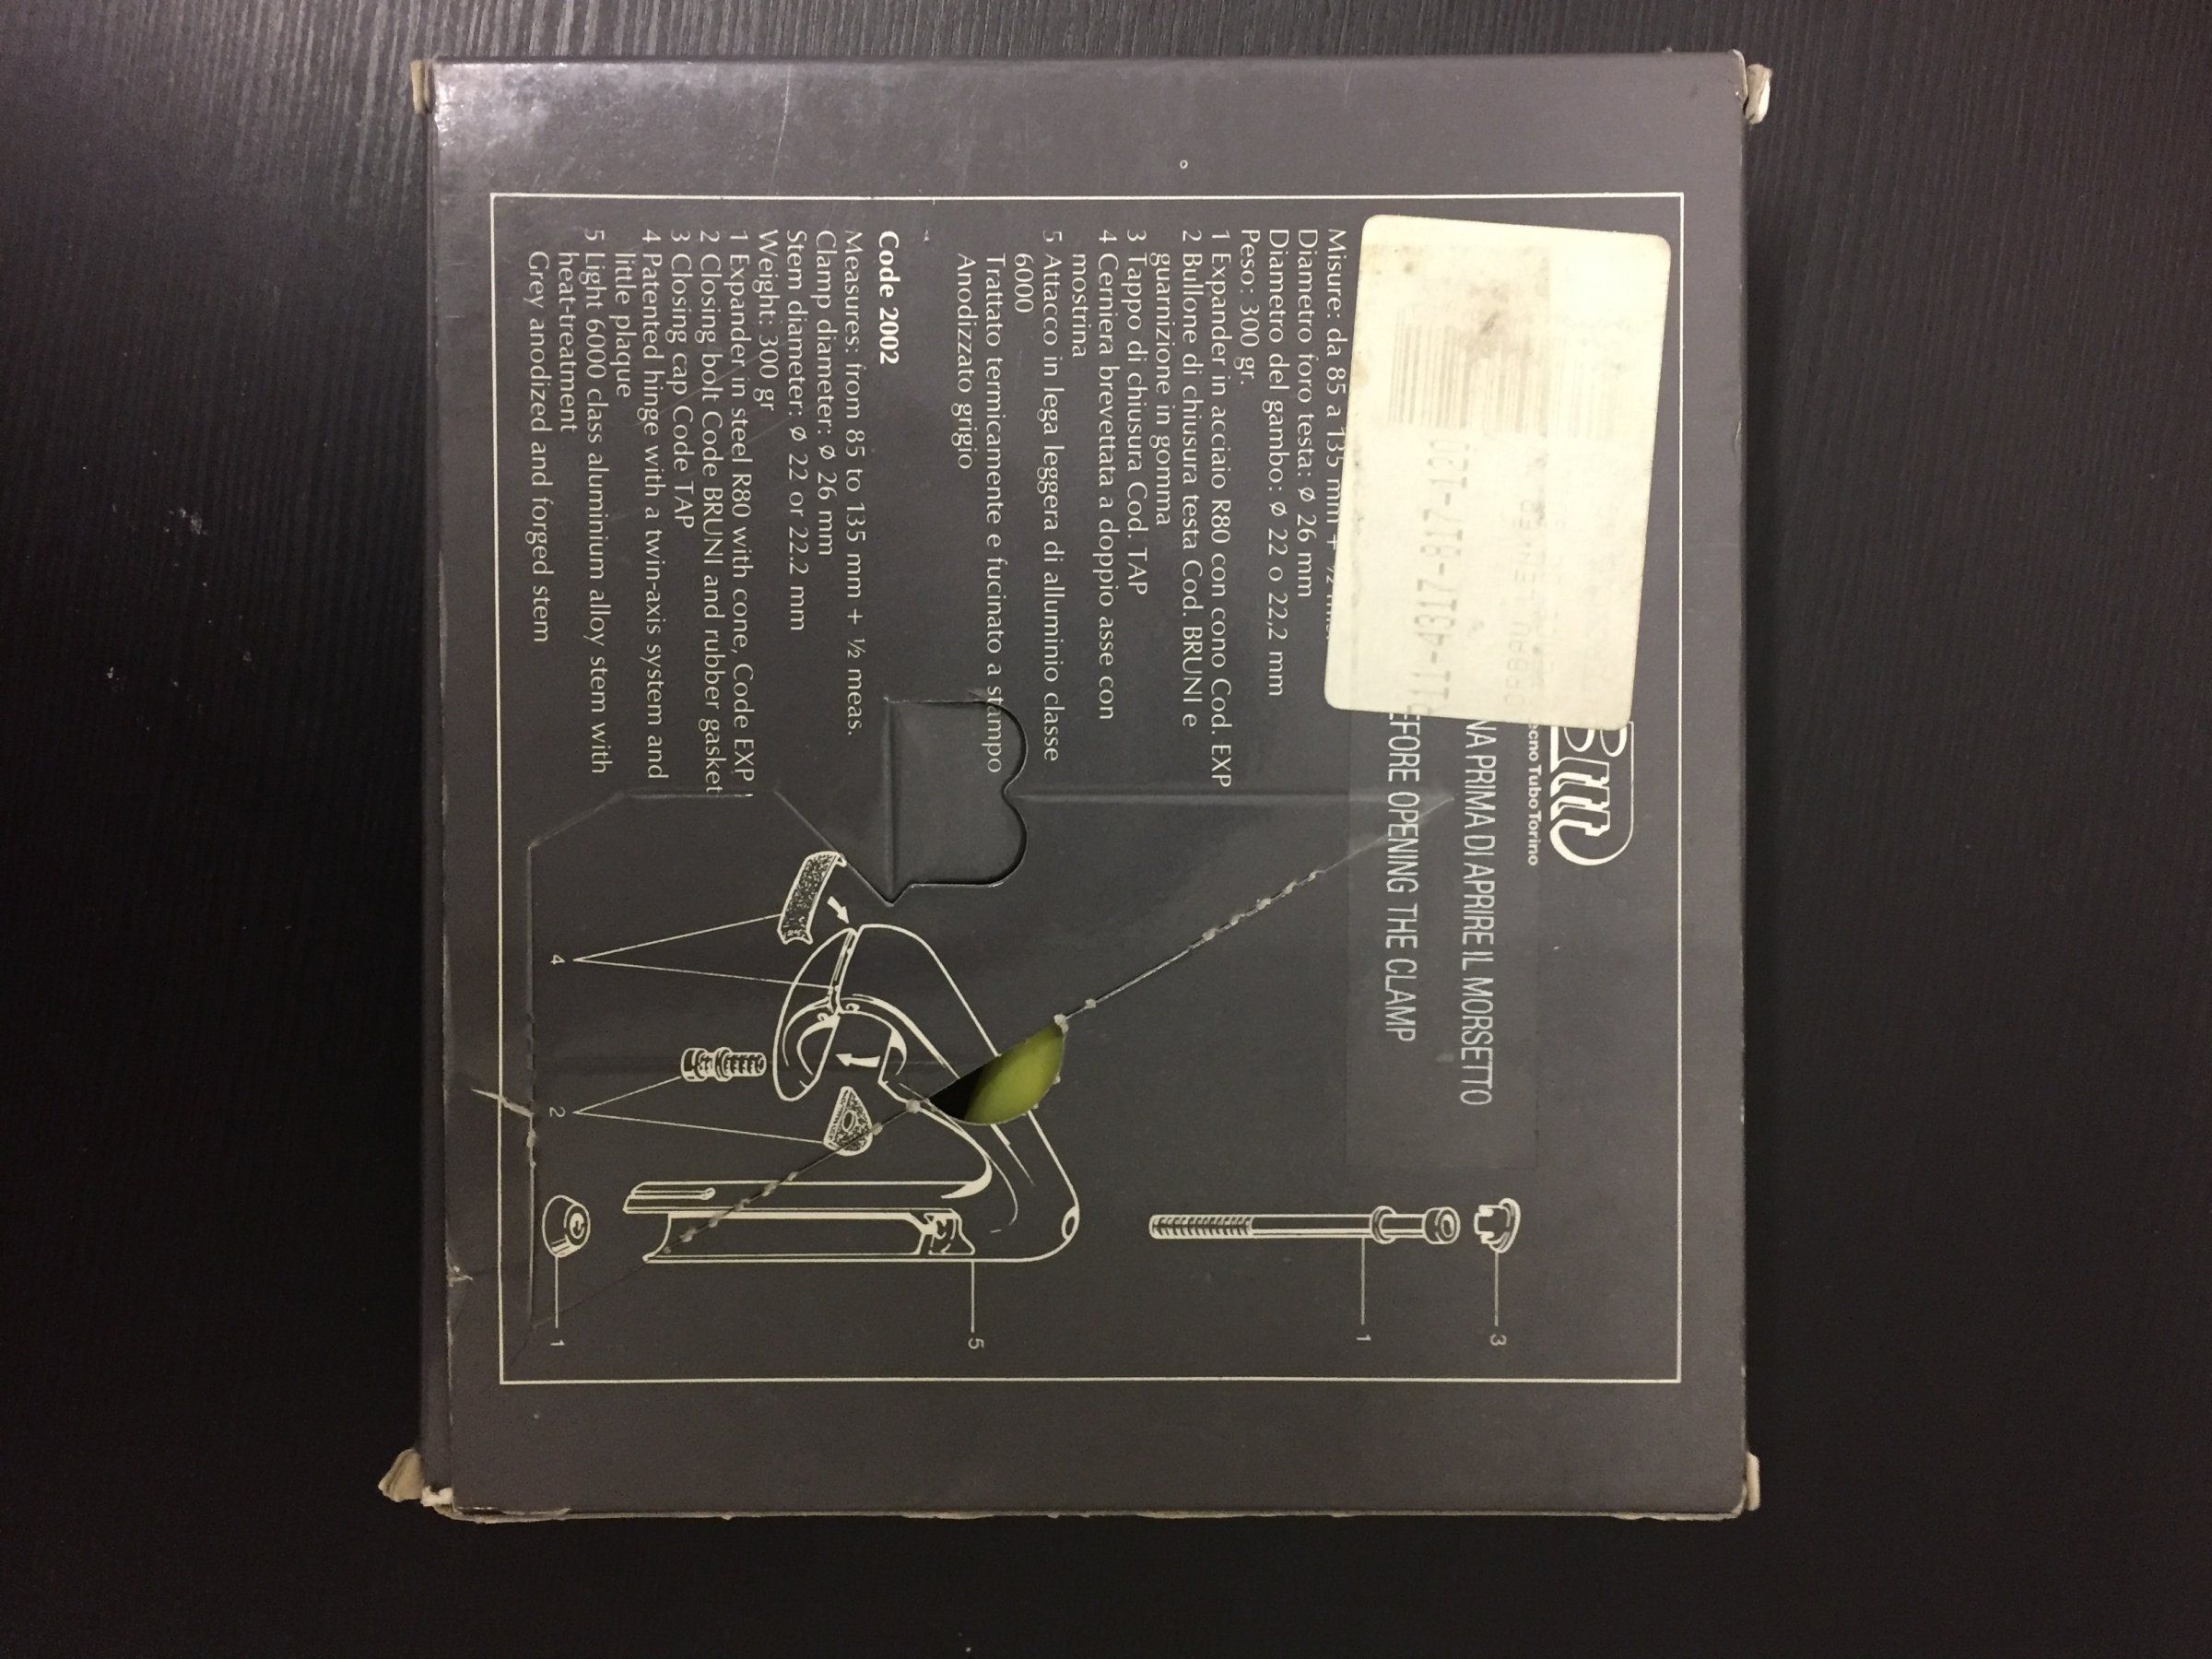 Bttt
ecno Tubo Torino
NA PRIMA DI APRIRE IL MORSETTO
EFORE OPENING THE CLAMP
Misure: da 85 a 135 mm + ½
Diametro foro testa: ø 26 mm
Diametro del gambo: ø 22 o 22,2 mm
Peso: 300 gr.
1 Expander in acciaio R80 con cono Cod. EXP
2 Bullone di chiusura testa Cod. BRUNI e
guarnizione in gomma
3 Tappo di chiusura Cod. TAP
4 Cerniera brevettata a doppio asse con
mostrina
5 Attacco in lega leggera di alluminio classe
6000
Trattato termicamente e fucinato a stampo
Anodizzato grigio
Code 2002
Measures: from 85 to 135 mm + ½ meas.
Clamp diameter: ø 26 mm
Stem diameter: ø 22 or 22.2 mm
Weight: 300 gr
1 Expander in steel R80 with cone, Code EXP
2 Closing bolt Code BRUNI and rubber gasket
3 Closing cap Code TAP
4 Patented hinge with a twin-axis system and
little plaque
5 Light 6000 class aluminium alloy stem with
heat-treatment
Grey anodized and forged stem
3
1
5
4
2
1